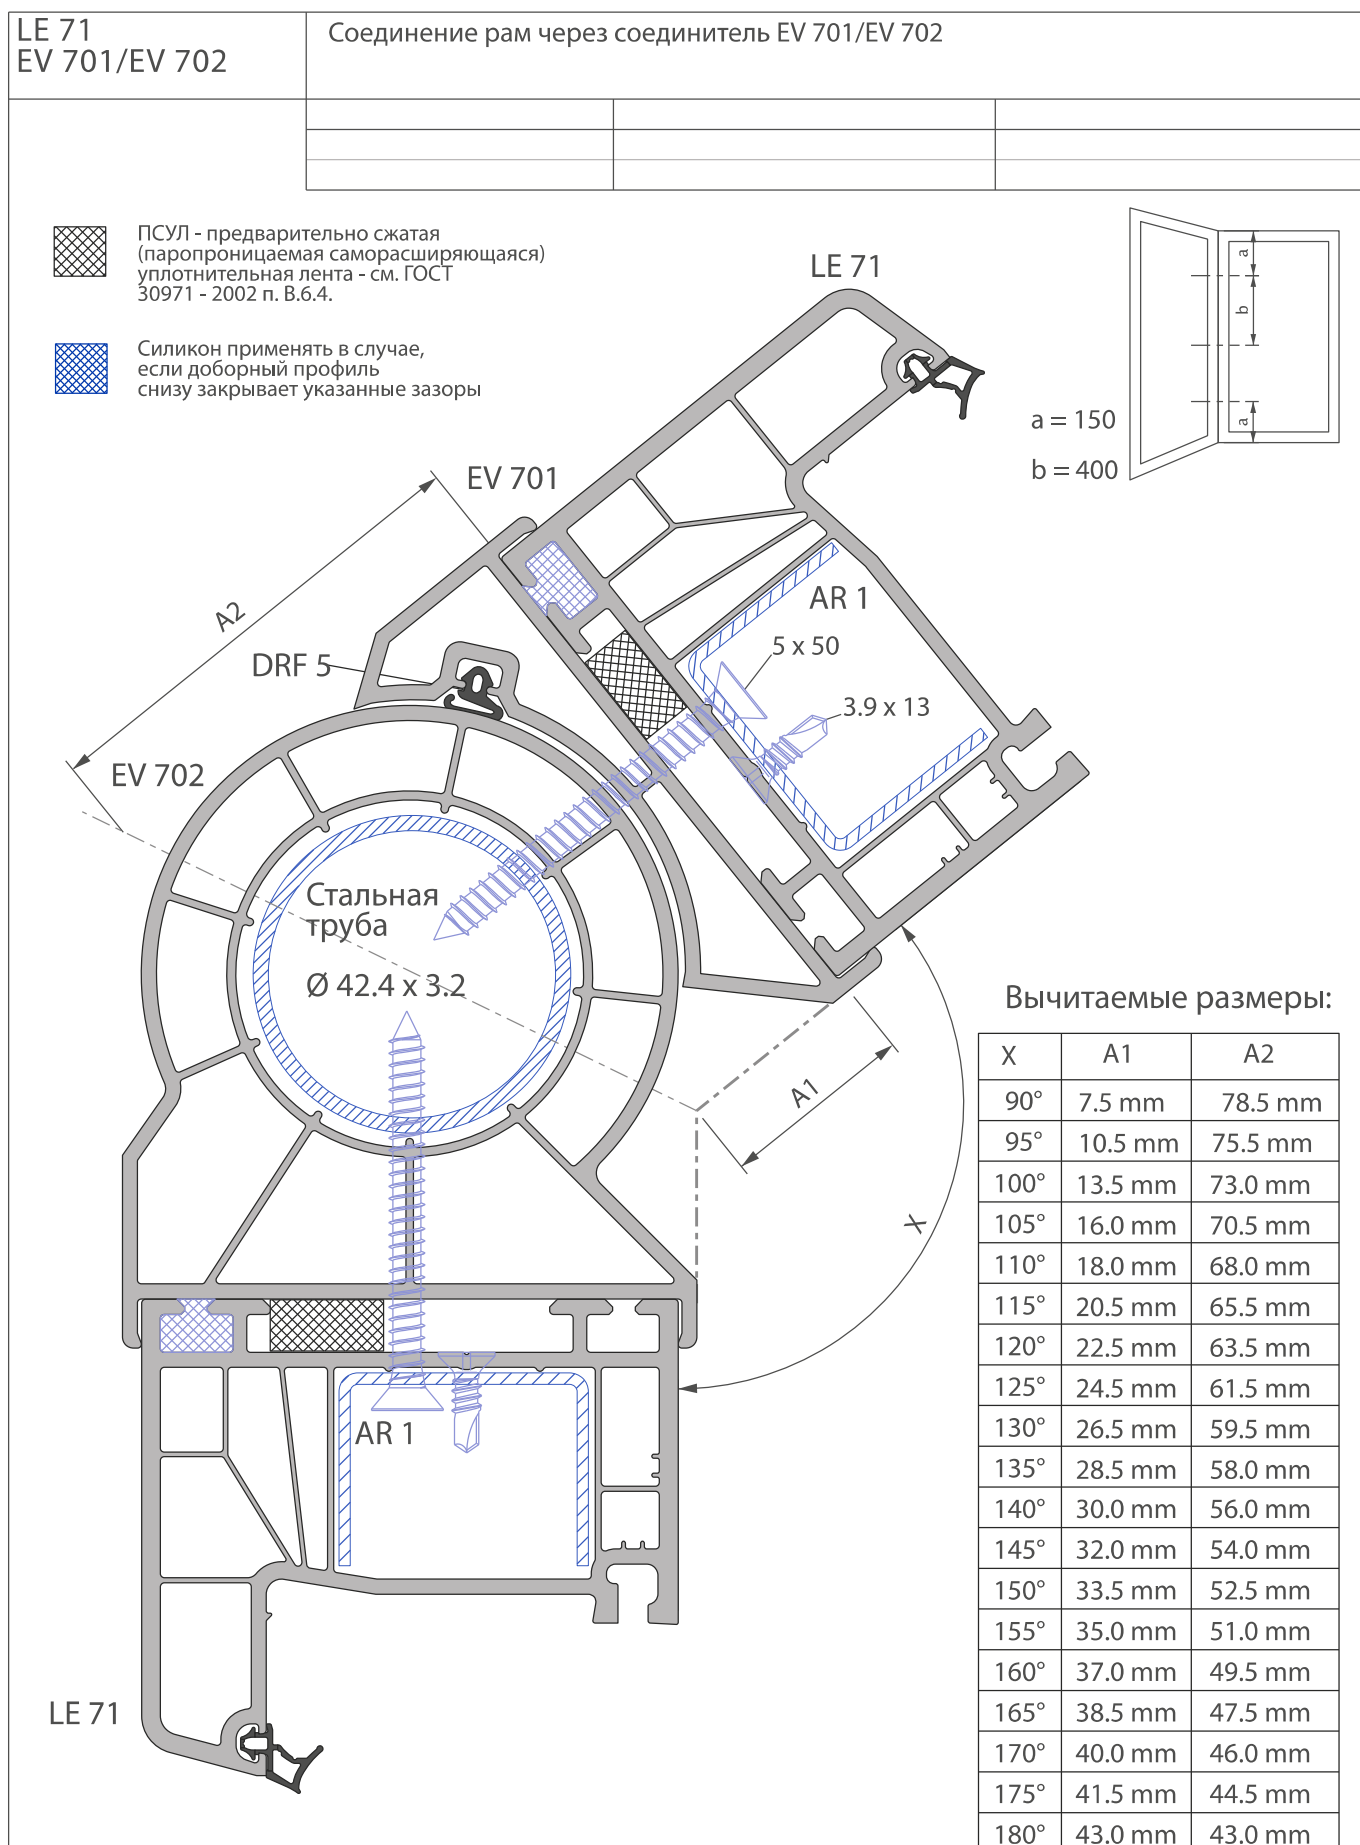 LE 71
EV 701/EV 702
Соединение рам через соединитель EV 701/EV 702
ПСУЛ - предварительно сжатая
(паропроницаемая саморасширяющаяся)
уплотнительная лента - см. ГОСТ
30971 - 2002 п. В.6.4.
Силикон применять в случае,
если доборный профиль
снизу закрывает указанные зазоры
LE 71
a
b
a
a = 150
b = 400
EV 701
A2
AR 1
DRF 5
5 x 50
3.9 x 13
EV 702
Стальная
труба
Ø 42.4 x 3.2
A1
X
AR 1
LE 71
Вычитаемые размеры:
X A1 A2
90° 7.5 mm 78.5 mm
95° 10.5 mm 75.5 mm
100° 13.5 mm 73.0 mm
105° 16.0 mm 70.5 mm
110° 18.0 mm 68.0 mm
115° 20.5 mm 65.5 mm
120° 22.5 mm 63.5 mm
125° 24.5 mm 61.5 mm
130° 26.5 mm 59.5 mm
135° 28.5 mm 58.0 mm
140° 30.0 mm 56.0 mm
145° 32.0 mm 54.0 mm
150° 33.5 mm 52.5 mm
155° 35.0 mm 51.0 mm
160° 37.0 mm 49.5 mm
165° 38.5 mm 47.5 mm
170° 40.0 mm 46.0 mm
175° 41.5 mm 44.5 mm
180° 43.0 mm 43.0 mm